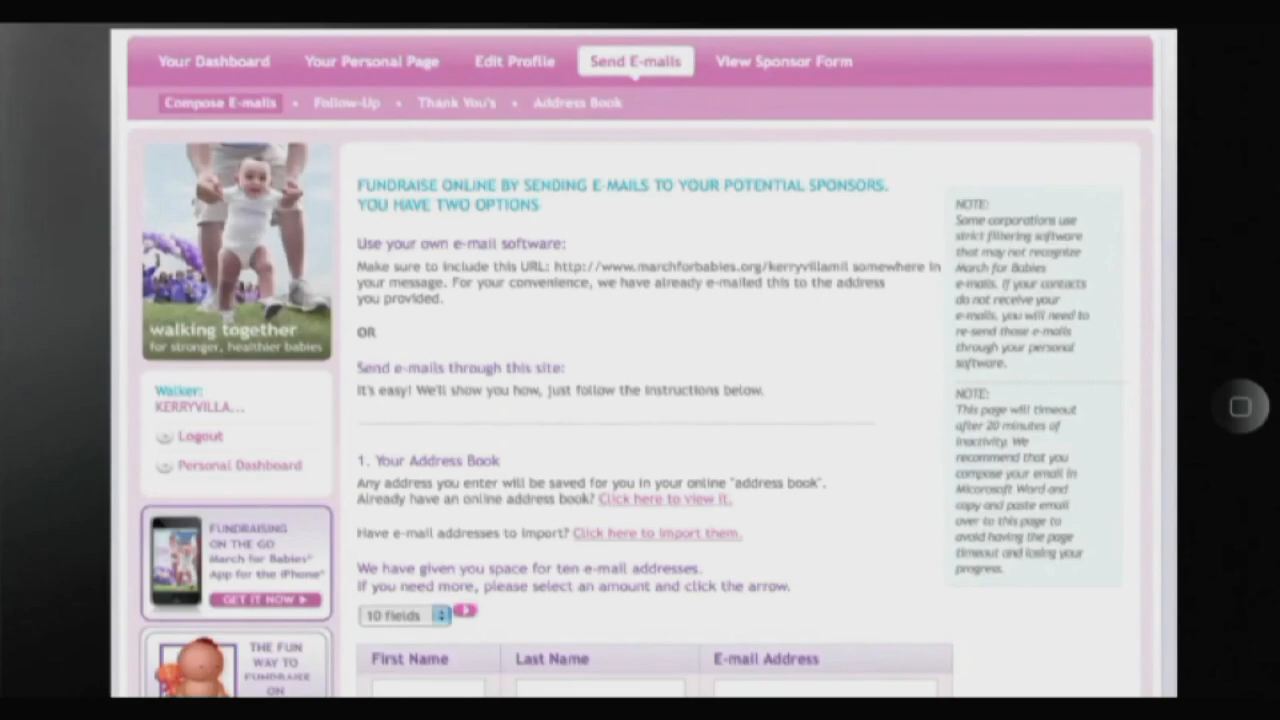 Your Dashboard Your Personal Page Edit Profile Send E-mails View Sponsor Form
Compose E-mails • Follow-Up • Thank You's • Address Book
walking together
for stronger, healthier babies
Walker:
KERRYVILLA...
Logout
Personal Dashboard
FUNDRAISING
ON THE GO
March for Babies®
App for the iPhone®
GET IT NOW
THE FUN
WAY TO
FUNDRAISE
ON
FUNDRAISE ONLINE BY SENDING E-MAILS TO YOUR POTENTIAL SPONSORS.
YOU HAVE TWO OPTIONS
Use your own e-mail software:
Make sure to include this URL: http://www.marchforbabies.org/kerryvillamil somewhere in
your message. For your convenience, we have already e-mailed this to the address
you provided.
OR
Send e-mails through this site:
It's easy! We'll show you how, just follow the instructions below.
1. Your Address Book
Any address you enter will be saved for you in your online "address book".
Already have an online address book? Click here to view it.
Have e-mail addresses to import? Click here to import them.
We have given you space for ten e-mail addresses.
If you need more, please select an amount and click the arrow.
10 fields
First Name Last Name E-mail Address
NOTE:
Some corporations use
strict filtering software
that may not recognize
March for Babies
e-mails. If your contacts
do not receive your
e-mails, you will need to
re-send those e-mails
through your personal
software.
NOTE:
This page will timeout
after 20 minutes of
inactivity. We
recommend that you
compose your email in
Micorosoft Word and
copy and paste email
over to this page to
avoid having the page
timeout and losing your
progress.